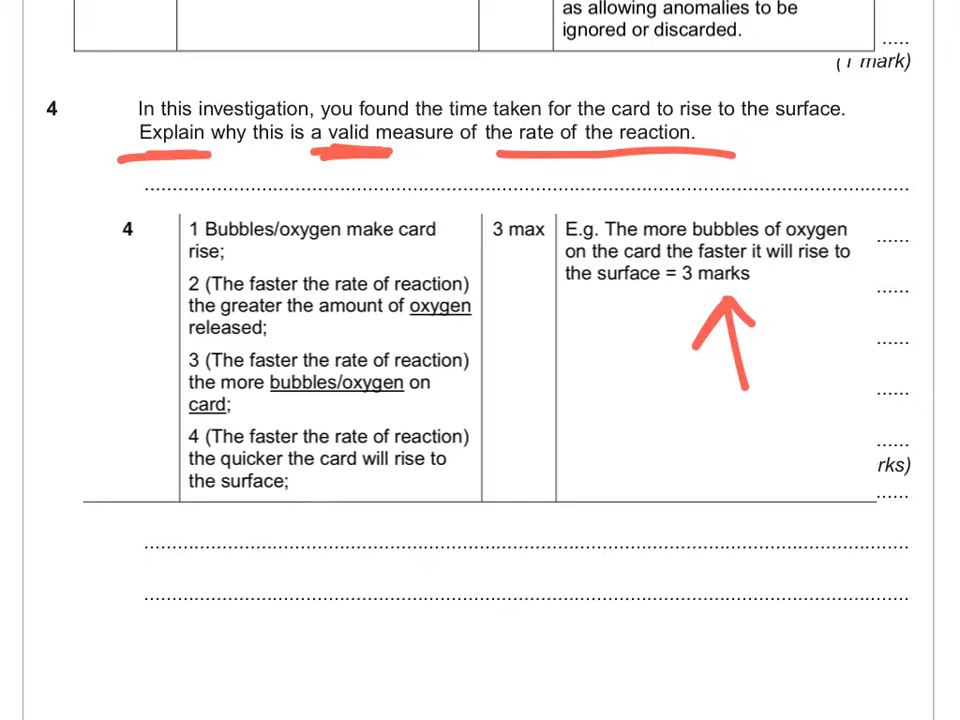 as allowing anomalies to be
ignored or discarded.
.....
(1 mark)
4 In this investigation, you found the time taken for the card to rise to the surface.
Explain why this is a valid measure of the rate of the reaction.
4 1 Bubbles/oxygen make card 3 max E.g. The more bubbles of oxygen
rise; on the card the faster it will rise to
the surface = 3 marks
2 (The faster the rate of reaction)
the greater the amount of oxygen
released;
3 (The faster the rate of reaction)
the more bubbles/oxygen on
card;
4 (The faster the rate of reaction)
the quicker the card will rise to
the surface;
rks)